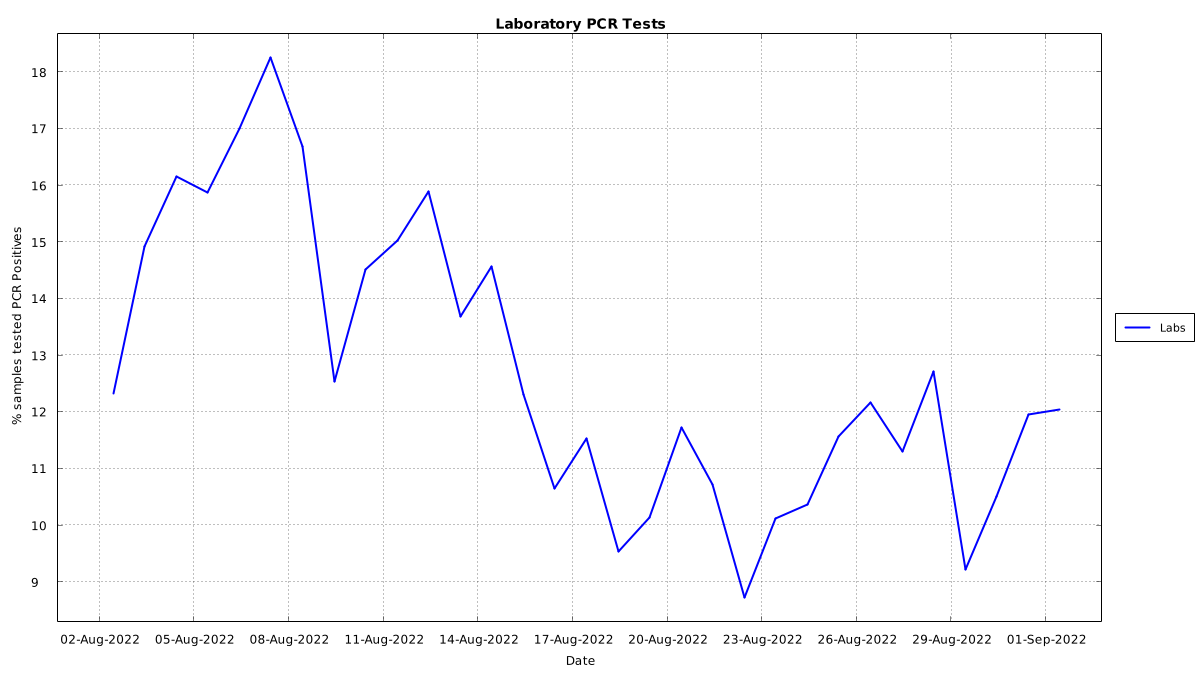 Laboratory PCR Tests
% samples tested PCR Positives
18
17
16
15
14
13
12
11
10
9
02-Aug-2022 05-Aug-2022 08-Aug-2022 11-Aug-2022 14-Aug-2022 17-Aug-2022 20-Aug-2022 23-Aug-2022 26-Aug-2022 29-Aug-2022 01-Sep-2022
Date
Labs